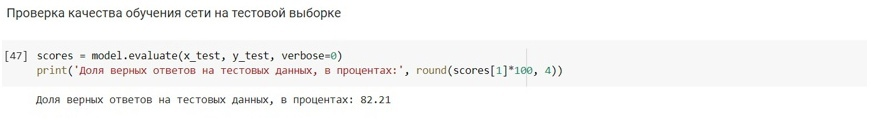 Проверка качества обучения сети на тестовой выборке
[47] scores = model.evaluate(x_test, y_test, verbose=0)
print('Доля верных ответов на тестовых данных, в процентах:', round(scores[1]*100, 4))
Доля верных ответов на тестовых данных, в процентах: 82.21